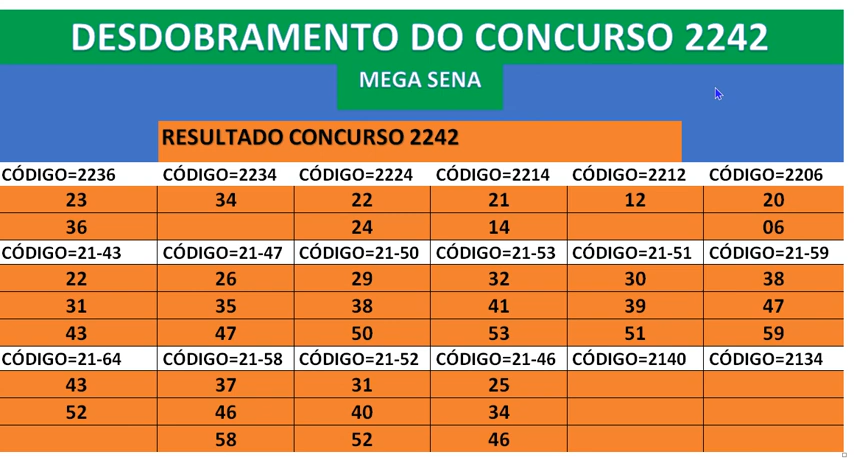 DESDOBRAMENTO DO CONCURSO 2242
MEGA SENA
RESULTADO CONCURSO 2242
CÓDIGO=2236 CÓDIGO=2234 CÓDIGO=2224 CÓDIGO=2214 CÓDIGO=2212 CÓDIGO=2206
23 34 22 21 12 20
36 24 14 06
CÓDIGO=21-43 CÓDIGO=21-47 CÓDIGO=21-50 CÓDIGO=21-53 CÓDIGO=21-51 CÓDIGO=21-59
22 26 29 32 30 38
31 35 38 41 39 47
43 47 50 53 51 59
CÓDIGO=21-64 CÓDIGO=21-58 CÓDIGO=21-52 CÓDIGO=21-46 CÓDIGO=2140 CÓDIGO=2134
43 37 31 25
52 46 40 34
58 52 46